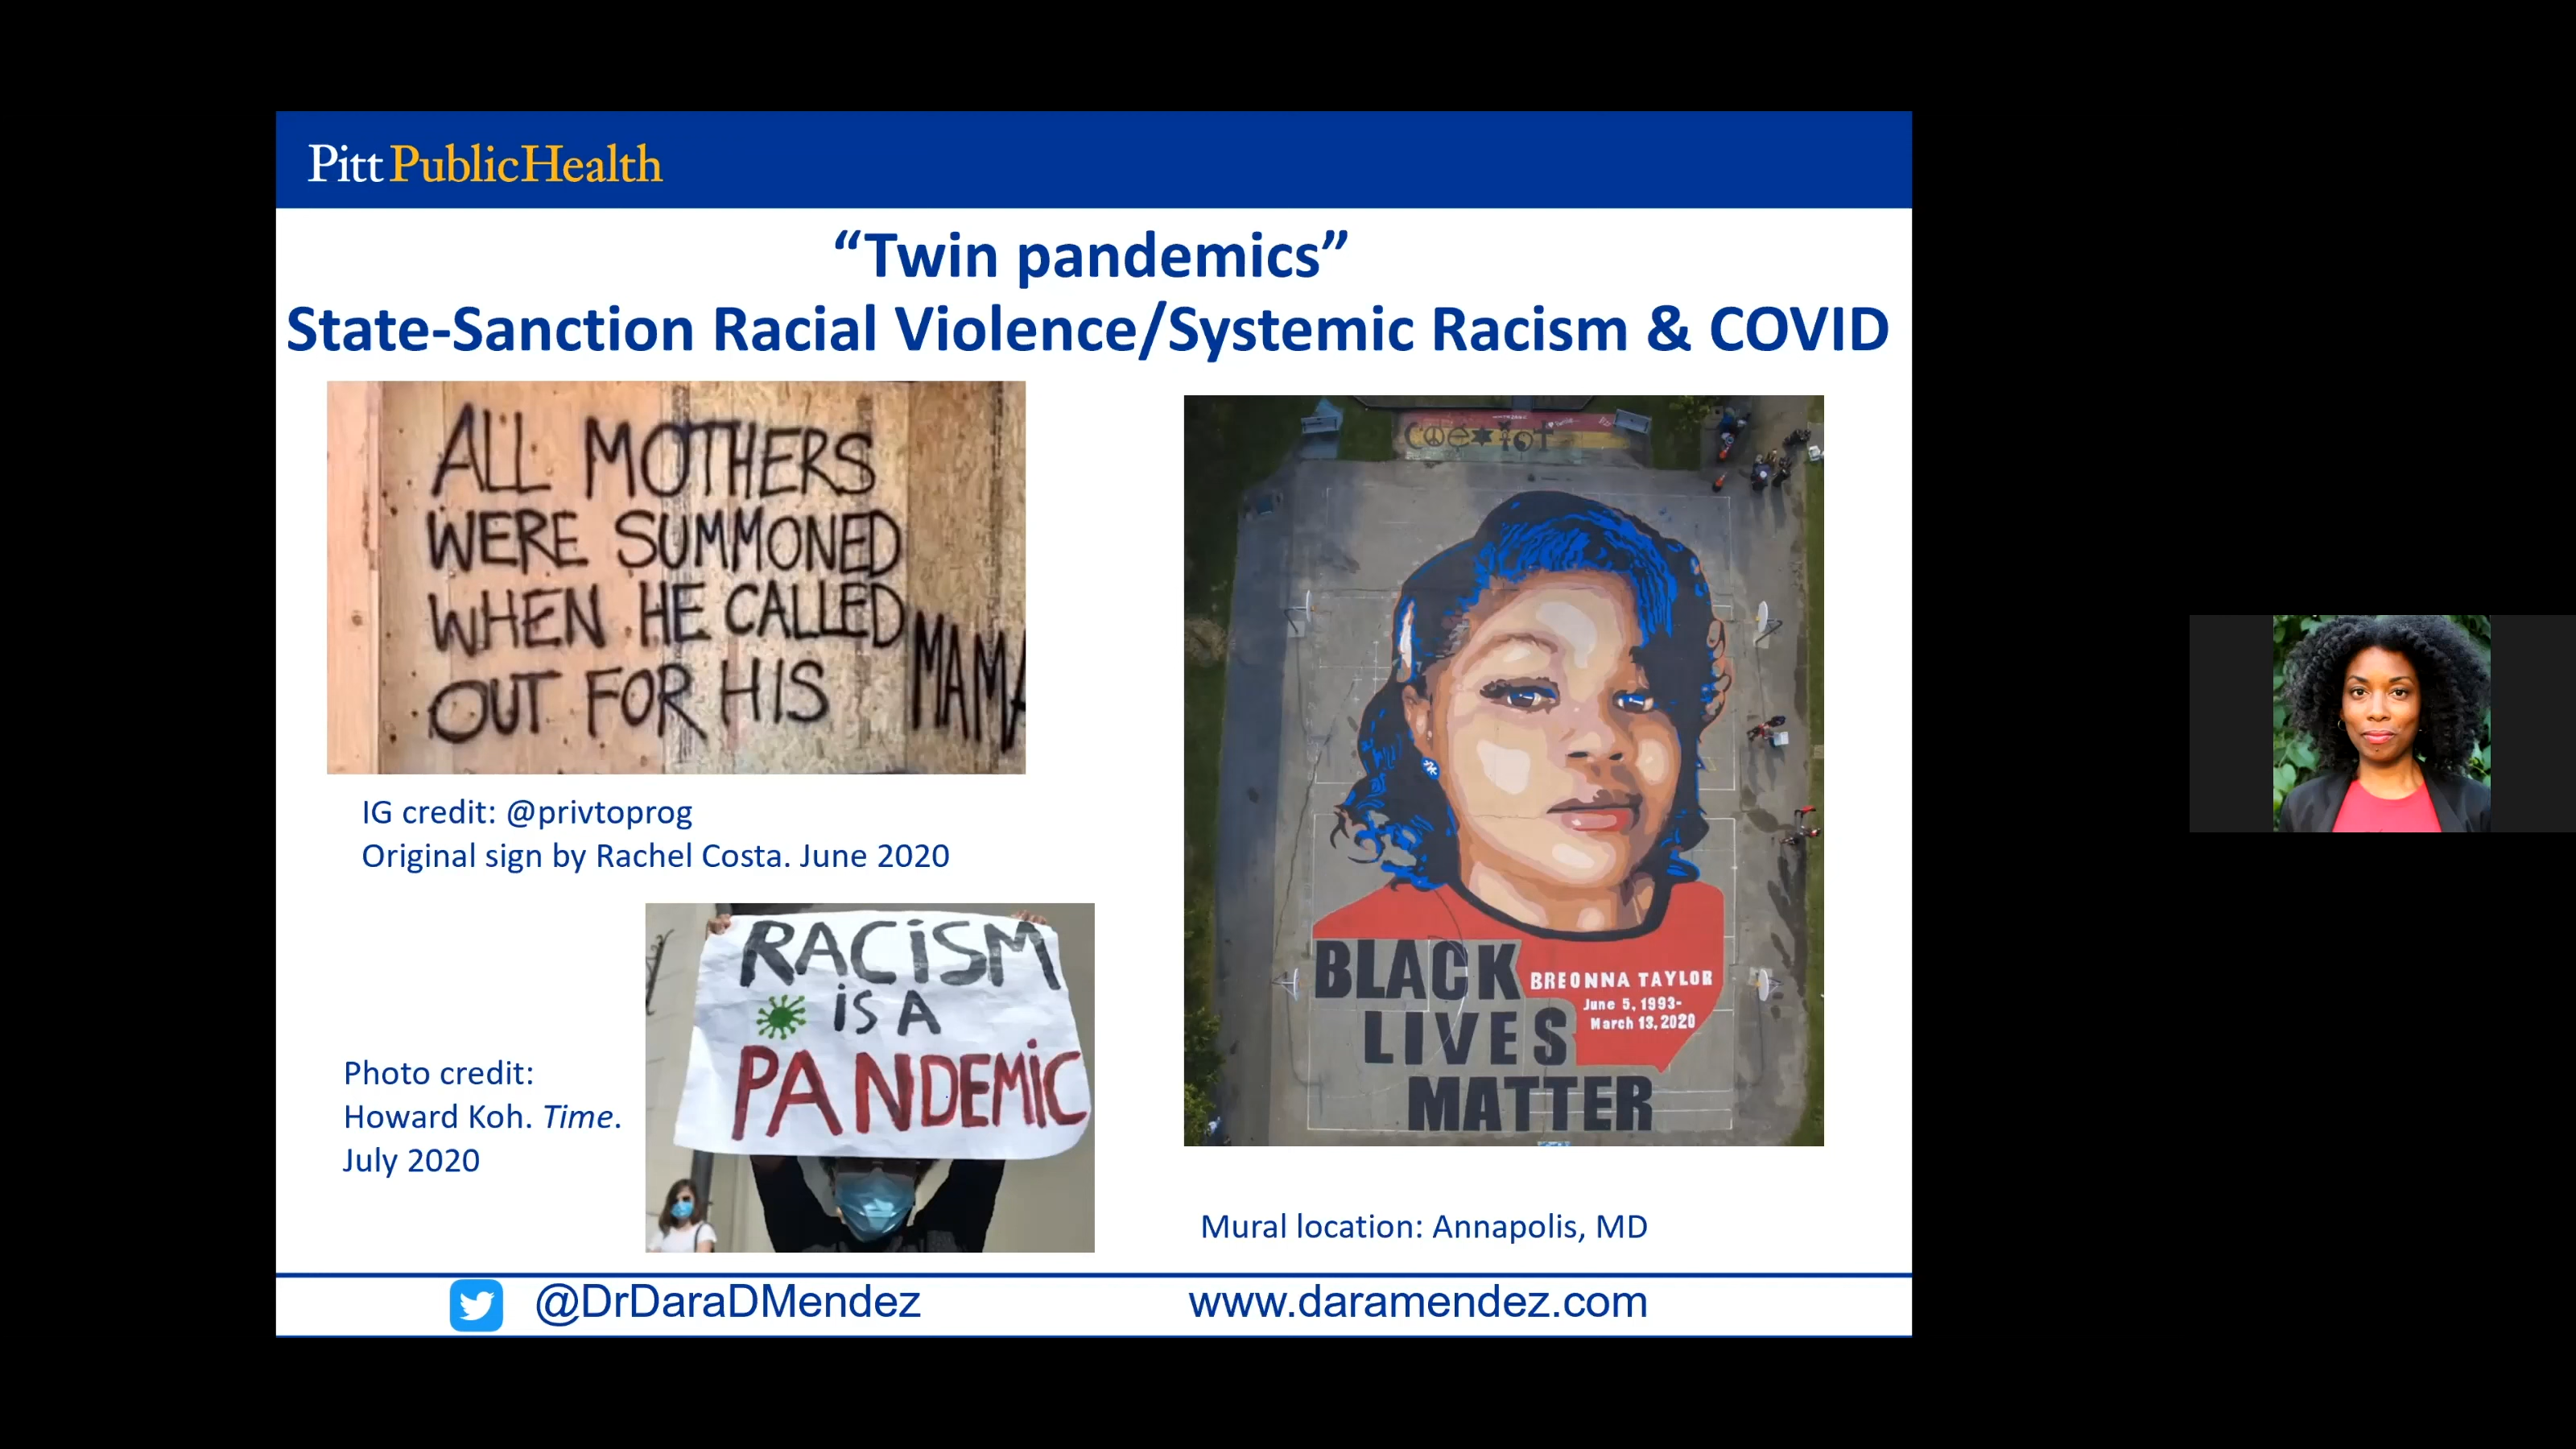 Pitt PublicHealth
“Twin pandemics”
State-Sanction Racial Violence/Systemic Racism & COVID
ALL MOTHERS
WERE SUMMONED
WHEN HE CALLED
OUT FOR HIS MAMA
IG credit: @privtoprog
Original sign by Rachel Costa. June 2020
RACiSM
iS A
PANDEMiC
Photo credit:
Howard Koh. Time.
July 2020
coexist
BLACK
LIVES
MATTER
BREONNA TAYLOR
June 5, 1993-
March 13, 2020
Mural location: Annapolis, MD
@DrDaraDMendez
www.daramendez.com